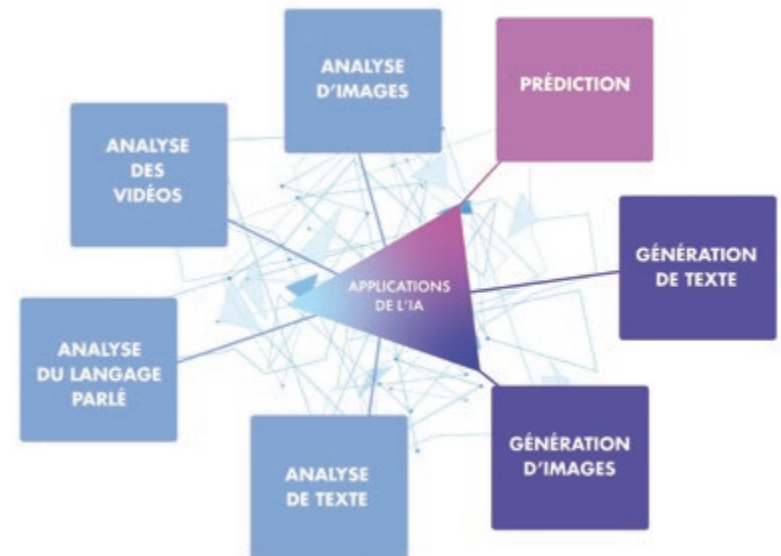 ANALYSE
D'IMAGES
PRÉDICTION
ANALYSE
DES
VIDÉOS
GÉNÉRATION
DE TEXTE
APPLICATIONS
DE L'IA
ANALYSE
DU LANGAGE
PARLÉ
GÉNÉRATION
D'IMAGES
ANALYSE
DE TEXTE